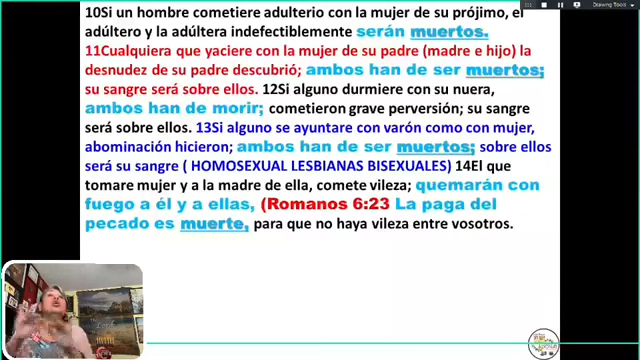 10Si un hombre cometiere adulterio con la mujer de su prójimo, el
adúltero y la adúltera indefectiblemente serán muertos.
11Cualquiera que yaciere con la mujer de su padre (madre e hijo) la
desnudez de su padre descubrió; ambos han de ser muertos;
su sangre será sobre ellos. 12Si alguno durmiere con su nuera,
ambos han de morir; cometieron grave perversión; su sangre
será sobre ellos. 13Si alguno se ayuntare con varón como con mujer,
abominación hicieron; ambos han de ser muertos; sobre ellos
será su sangre ( HOMOSEXUAL LESBIANAS BISEXUALES) 14El que
tomare mujer y a la madre de ella, comete vileza; quemarán con
fuego a él y a ellas, (Romanos 6:23 La paga del
pecado es muerte, para que no haya vileza entre vosotros.
Drawing Tools